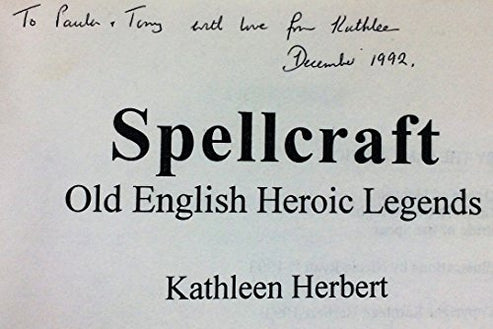 To Paula + Tony with love from Kathleen
December 1992.
Spellcraft
Old English Heroic Legends
Kathleen Herbert